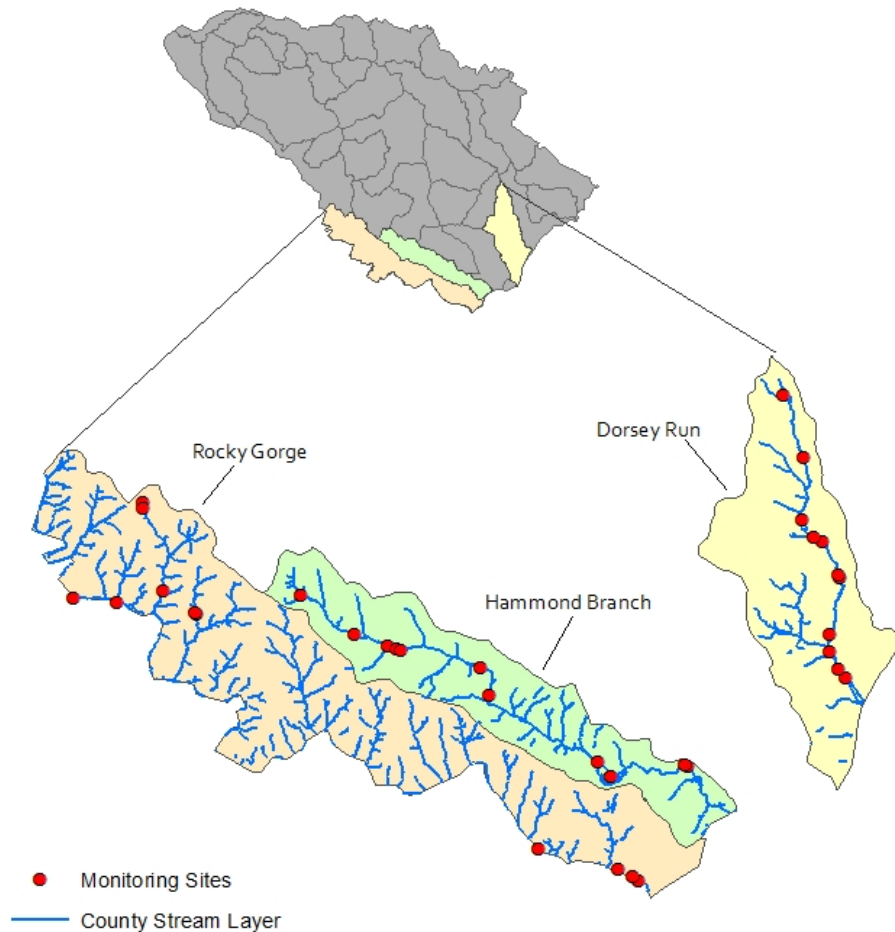 Dorsey Run
Rocky Gorge
Hammond Branch
Monitoring Sites
County Stream Layer